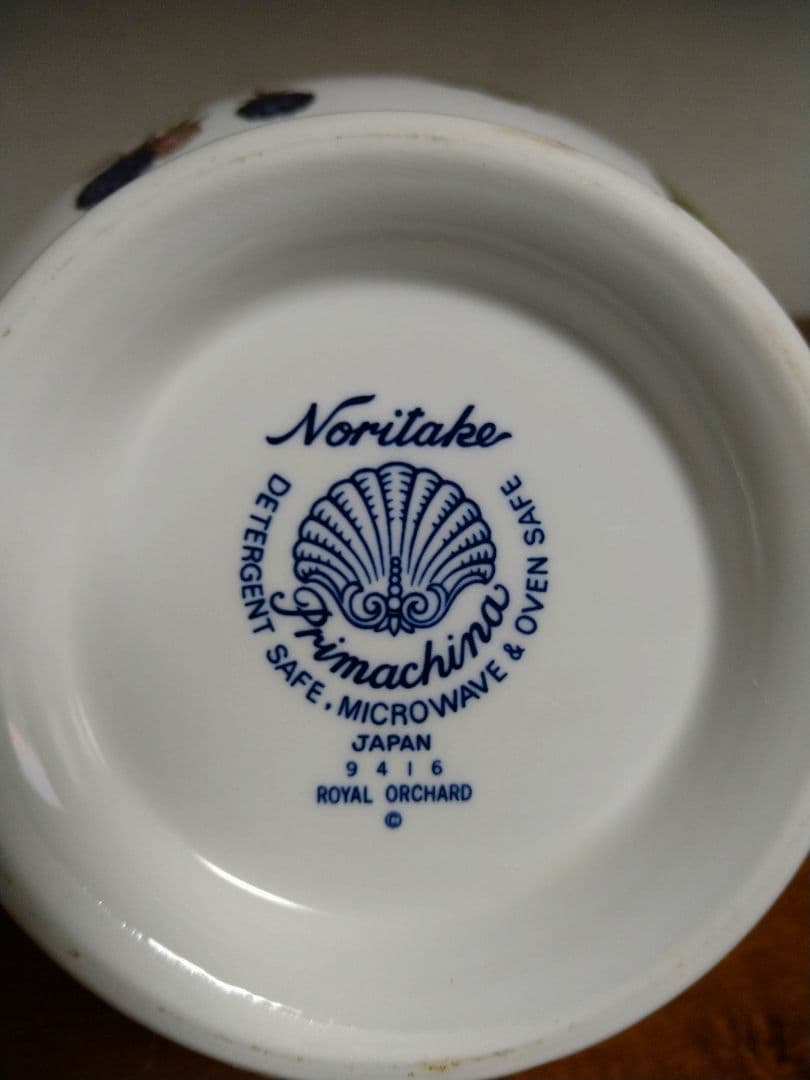 Noritake
Primachina
DETERGENT SAFE, MICROWAVE & OVEN SAFE
JAPAN
9416
ROYAL ORCHARD
©